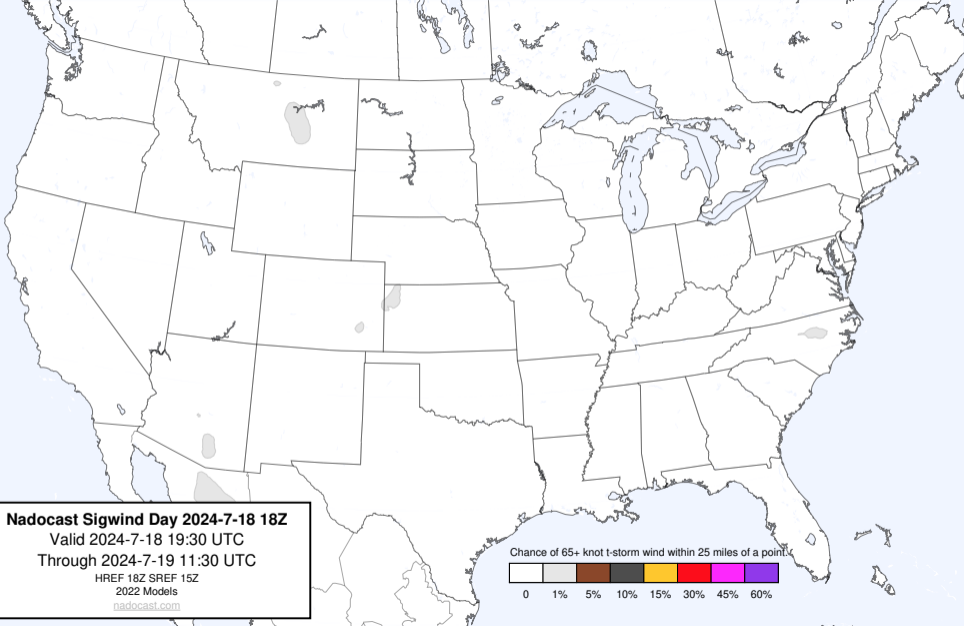 Nadocast Sigwind Day 2024-7-18 18Z
Valid 2024-7-18 19:30 UTC
Through 2024-7-19 11:30 UTC
HREF 18Z SREF 15Z
2022 Models
nadocast.com
Chance of 65+ knot t-storm wind within 25 miles of a point.
0 1% 5% 10% 15% 30% 45% 60%